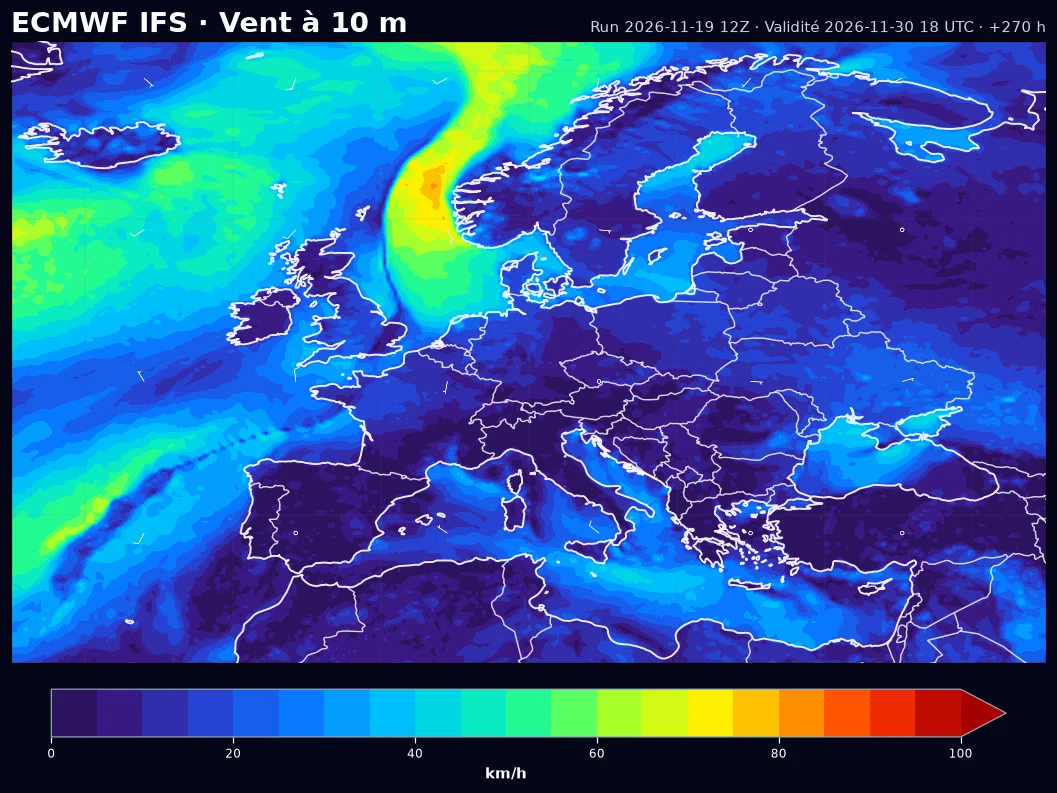 ECMWF IFS · Vent à 10 m
Run 2026-11-19 12Z · Validité 2026-11-30 18 UTC · +270 h
0 20 40 60 80 100
km/h